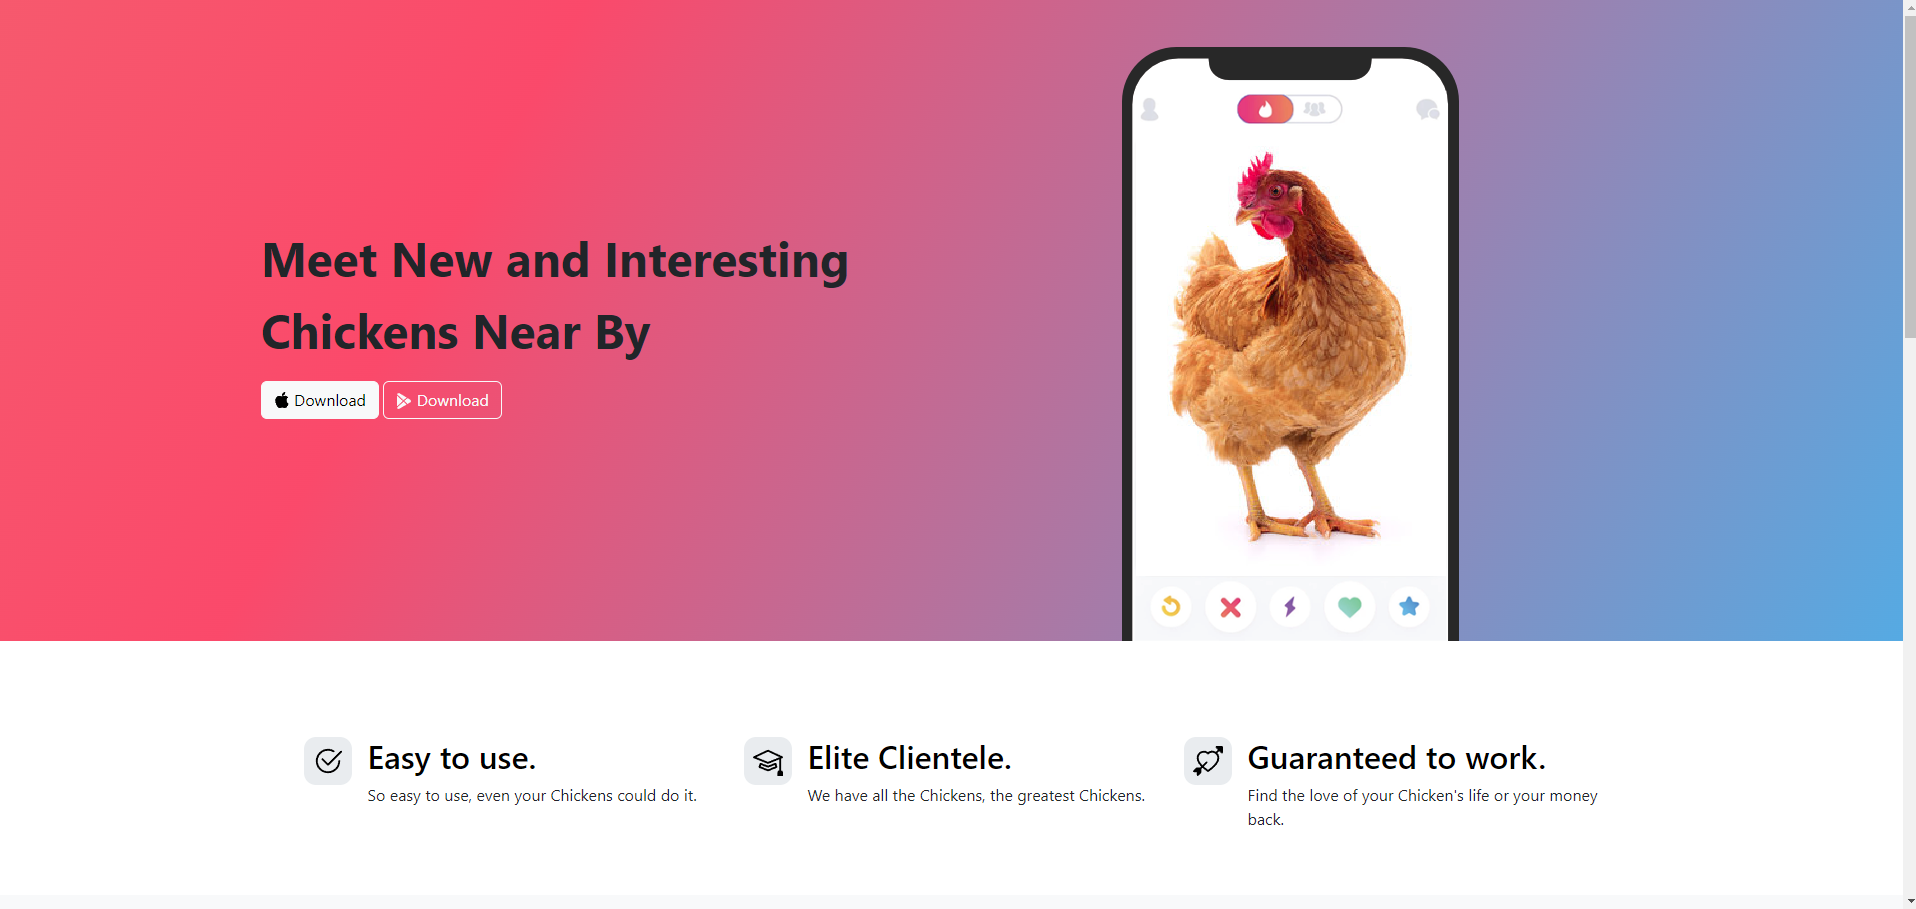 Meet New and Interesting
Chickens Near By
Download
Download
Easy to use.
So easy to use, even your Chickens could do it.
Elite Clientele.
We have all the Chickens, the greatest Chickens.
Guaranteed to work.
Find the love of your Chicken's life or your money
back.